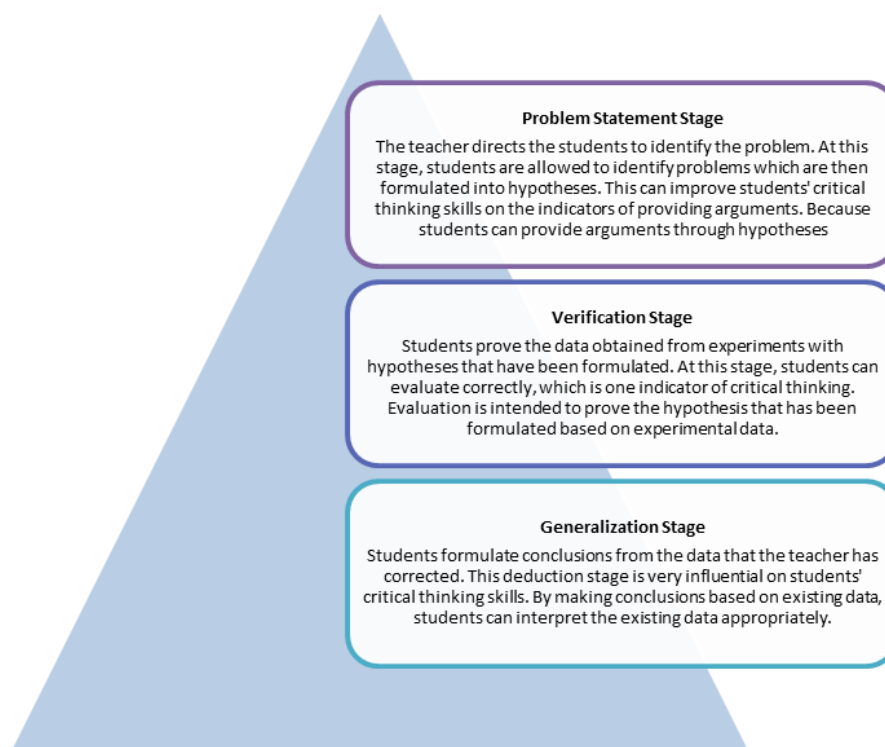 Problem Statement Stage
The teacher directs the students to identify the problem. At this
stage, students are allowed to identify problems which are then
formulated into hypotheses. This can improve students' critical
thinking skills on the indicators of providing arguments. Because
students can provide arguments through hypotheses
Verification Stage
Students prove the data obtained from experiments with
hypotheses that have been formulated. At this stage, students can
evaluate correctly, which is one indicator of critical thinking.
Evaluation is intended to prove the hypothesis that has been
formulated based on experimental data.
Generalization Stage
Students formulate conclusions from the data that the teacher has
corrected. This deduction stage is very influential on students'
critical thinking skills. By making conclusions based on existing data,
students can interpret the existing data appropriately.